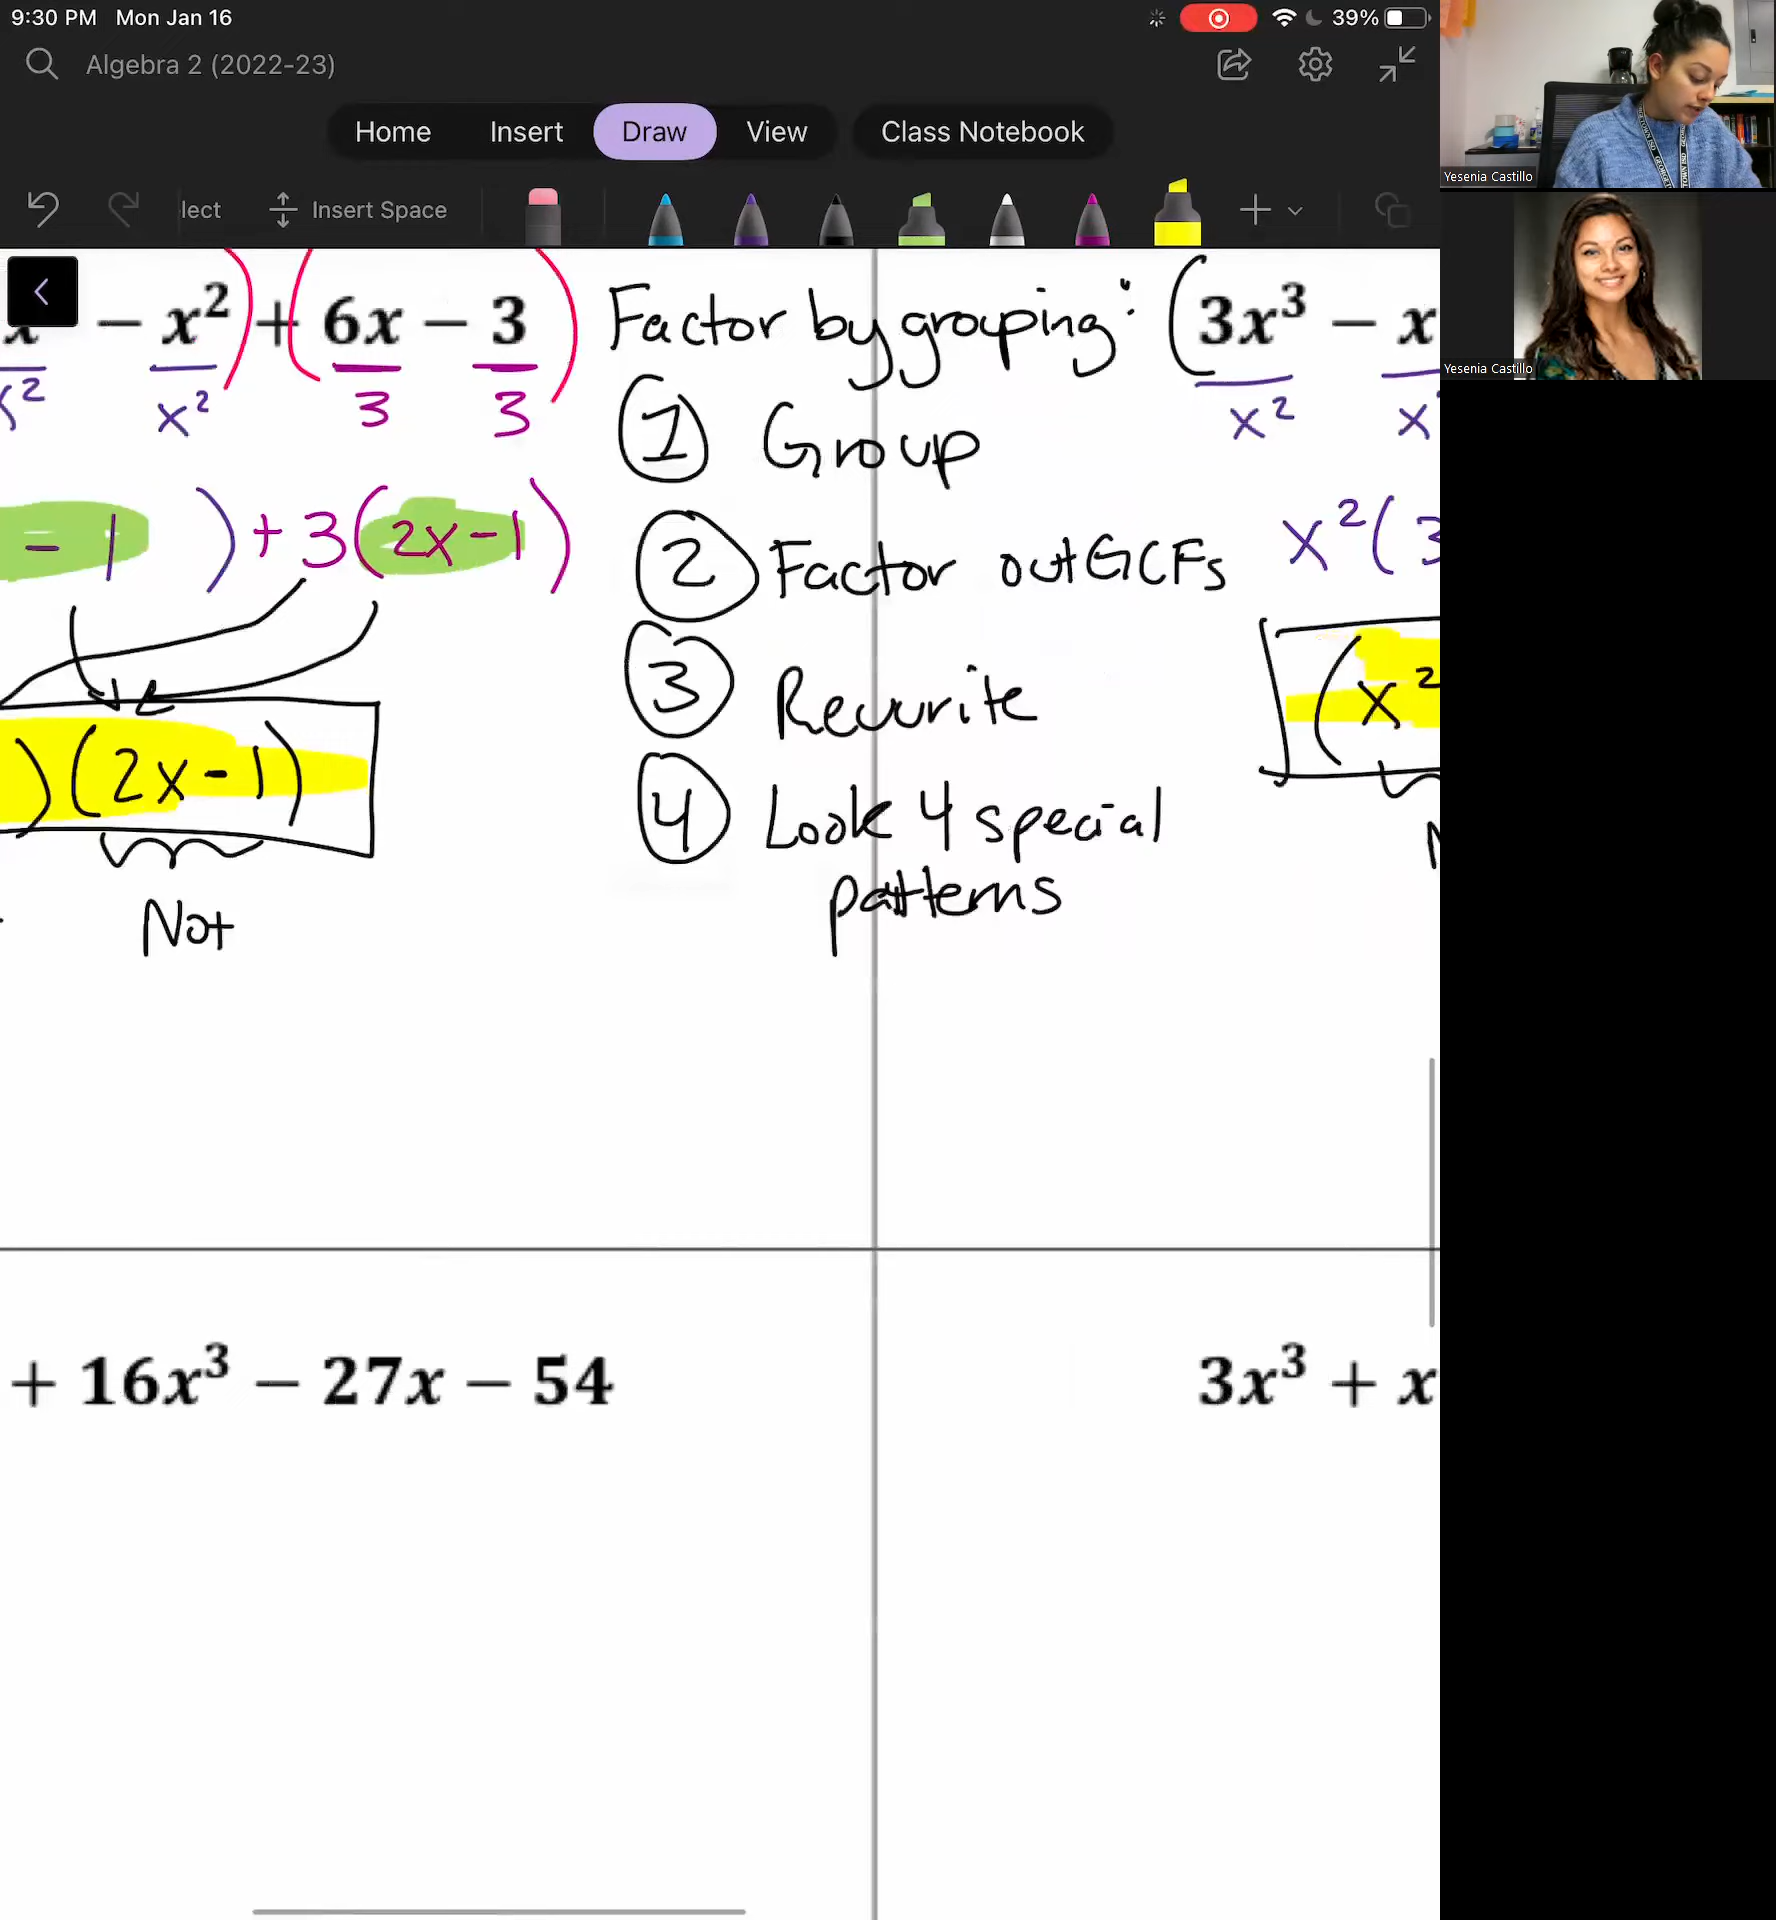 9:30 PM Mon Jan 16
39%
Algebra 2 (2022-23)
Home Insert Draw View Class Notebook
lect Insert Space
Yesenia Castillo
Yesenia Castillo
− x²) + (6x − 3)
x² x² 3 3
− 1 ) + 3(2x − 1)
)(2x − 1)
Not
Factor by grouping:
① Group
② Factor out GCFs
③ Rewrite
④ Look 4 special
patterns
(3x³ − x
x² x
x²(3
(x²
+ 16x³ − 27x − 54
3x³ + x